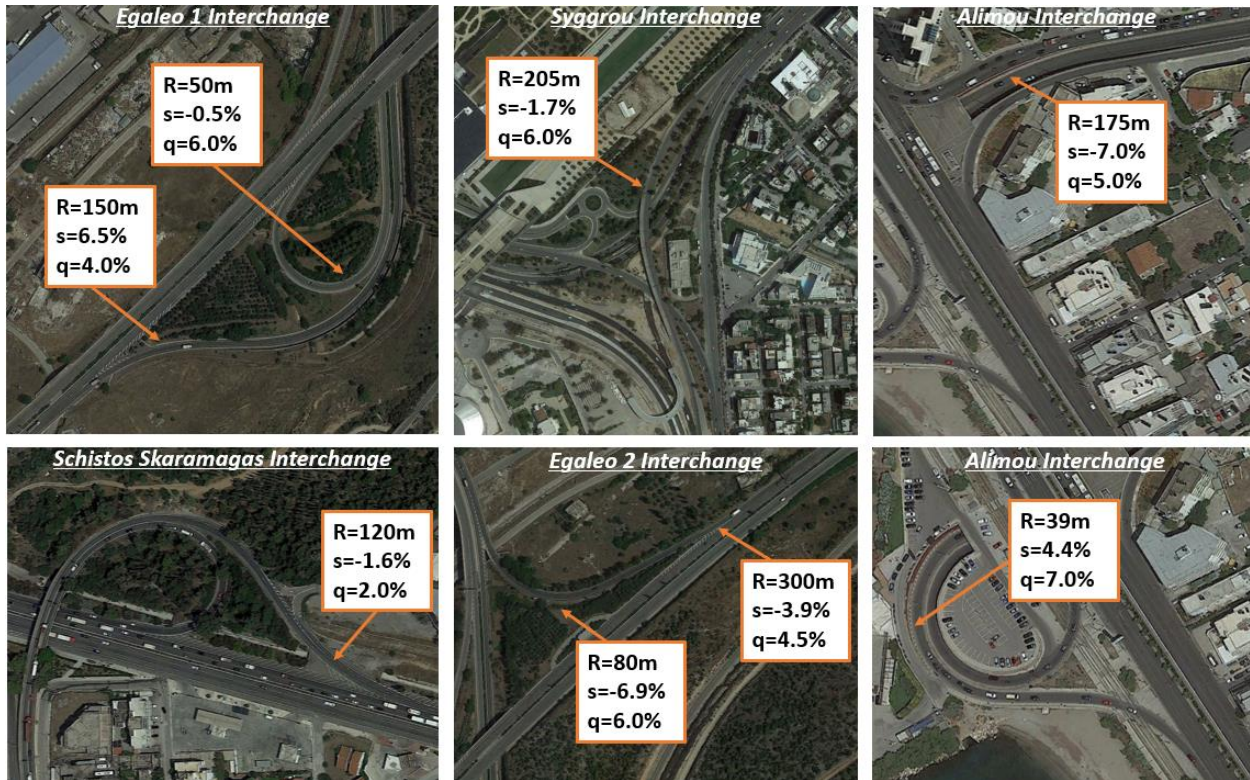 Egaleo 1 Interchange
R=50m
s=-0.5%
q=6.0%
R=150m
s=6.5%
q=4.0%
Syggrou Interchange
R=205m
s=-1.7%
q=6.0%
Alimou Interchange
R=175m
s=-7.0%
q=5.0%
Schistos Skaramagas Interchange
R=120m
s=-1.6%
q=2.0%
Egaleo 2 Interchange
R=300m
s=-3.9%
q=4.5%
R=80m
s=-6.9%
q=6.0%
Alimou Interchange
R=39m
s=4.4%
q=7.0%